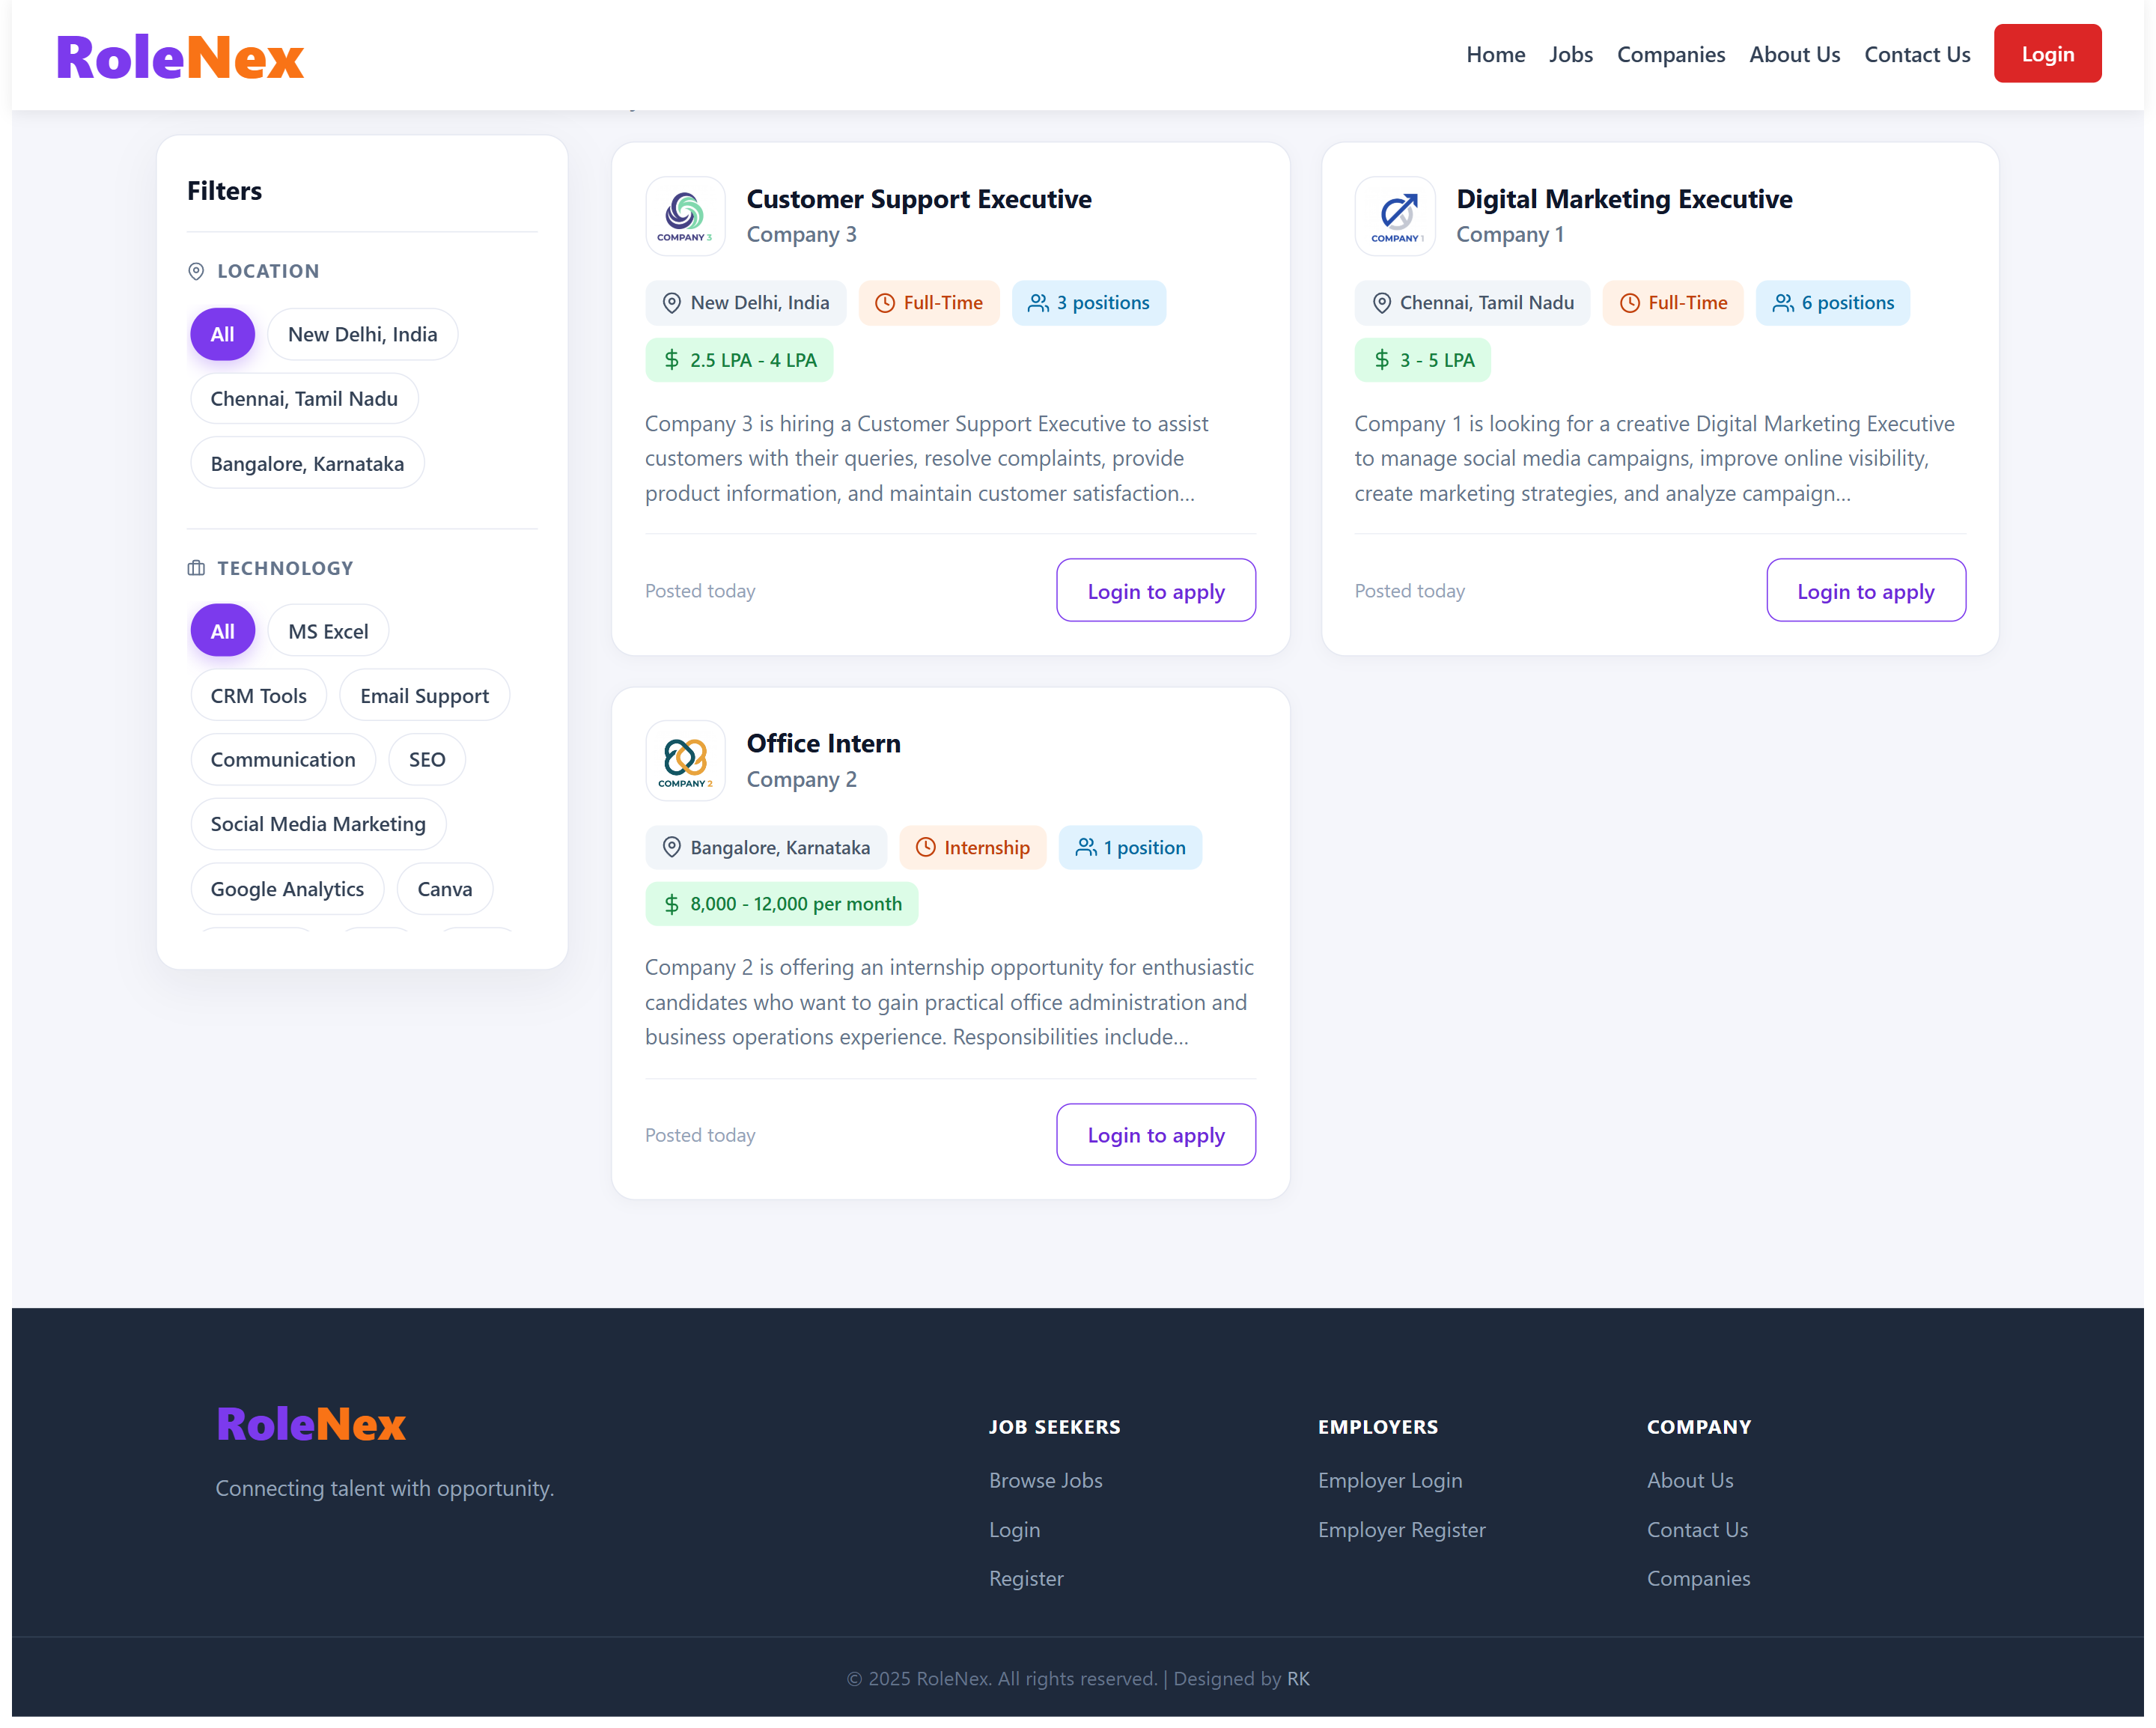 RoleNex
Home Jobs Companies About Us Contact Us Login
Filters
LOCATION
All New Delhi, India
Chennai, Tamil Nadu
Bangalore, Karnataka
TECHNOLOGY
All MS Excel
CRM Tools Email Support
Communication SEO
Social Media Marketing
Google Analytics Canva
COMPANY 3
Customer Support Executive
Company 3
New Delhi, India Full-Time 3 positions
$ 2.5 LPA - 4 LPA
Company 3 is hiring a Customer Support Executive to assist
customers with their queries, resolve complaints, provide
product information, and maintain customer satisfaction...
Posted today Login to apply
COMPANY 1
Digital Marketing Executive
Company 1
Chennai, Tamil Nadu Full-Time 6 positions
$ 3 - 5 LPA
Company 1 is looking for a creative Digital Marketing Executive
to manage social media campaigns, improve online visibility,
create marketing strategies, and analyze campaign...
Posted today Login to apply
COMPANY 2
Office Intern
Company 2
Bangalore, Karnataka Internship 1 position
$ 8,000 - 12,000 per month
Company 2 is offering an internship opportunity for enthusiastic
candidates who want to gain practical office administration and
business operations experience. Responsibilities include...
Posted today Login to apply
RoleNex
Connecting talent with opportunity.
JOB SEEKERS
Browse Jobs
Login
Register
EMPLOYERS
Employer Login
Employer Register
COMPANY
About Us
Contact Us
Companies
© 2025 RoleNex. All rights reserved. | Designed by RK